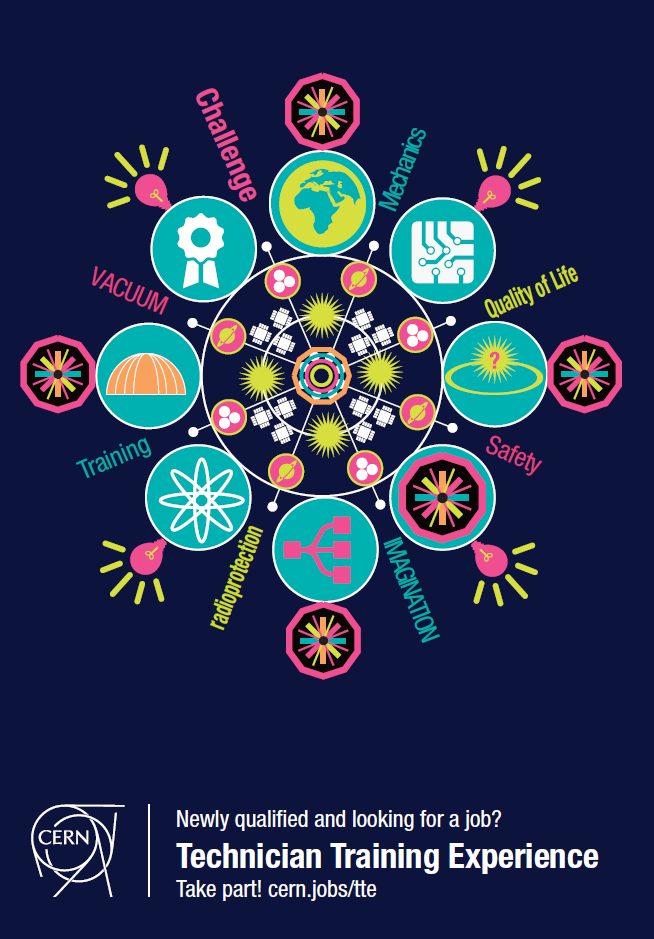 Challenge
Mechanics
VACUUM
Quality of Life
?
Training
Safety
radioprotection
IMAGINATION
CERN
Newly qualified and looking for a job?
Technician Training Experience
Take part! cern.jobs/tte